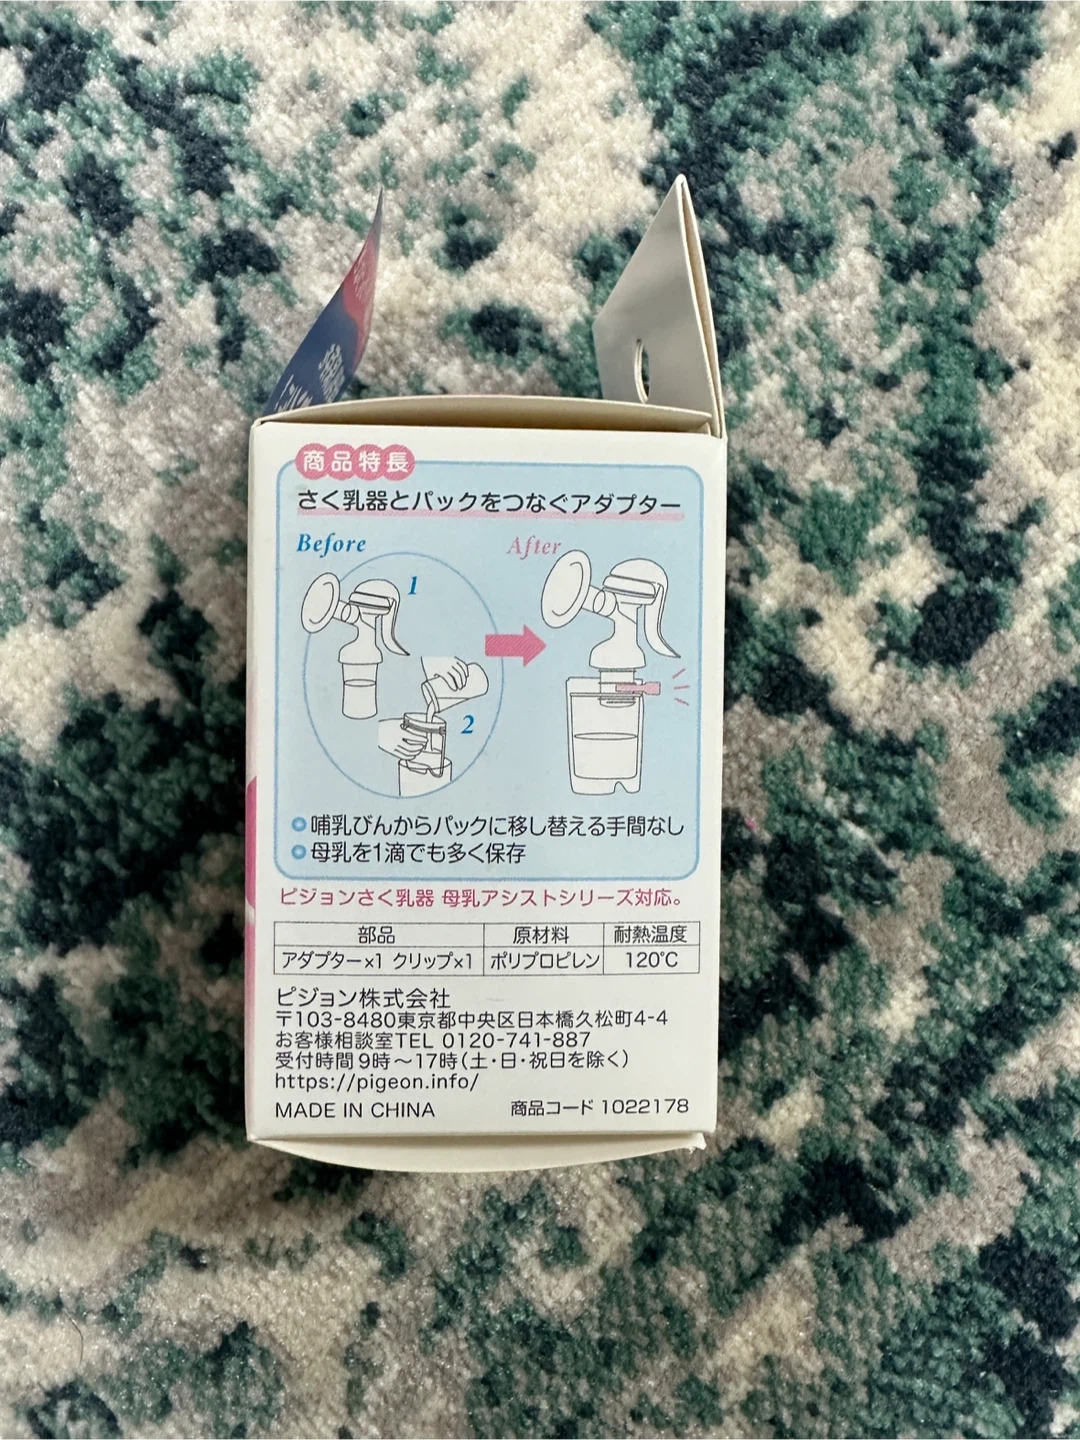 商品特長
さく乳器とパックをつなぐアダプター
Before
After
1
2
哺乳びんからパックに移し替える手間なし
母乳を1滴でも多く保存
ピジョンさく乳器 母乳アシストシリーズ対応。
部品 原材料 耐熱温度
アダプター×1 クリップ×1 ポリプロピレン 120℃
ピジョン株式会社
〒103-8480東京都中央区日本橋久松町4-4
お客様相談室TEL 0120-741-887
受付時間9時～17時(土・日・祝日を除く)
https://pigeon.info/
MADE IN CHINA 商品コード 1022178